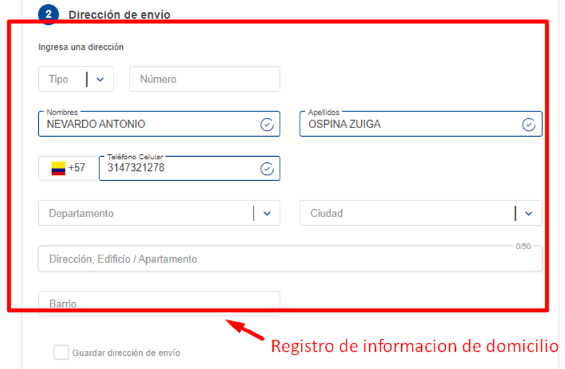 2 Dirección de envío
Ingresa una dirección
Tipo Número
Nombres Apellidos
NEVARDO ANTONIO OSPINA ZUIGA
Teléfono Celular
+57 3147321278
Departamento Ciudad
0/50
Dirección, Edificio / Apartamento
Barrio
Registro de informacion de domicilio
Guardar dirección de envío